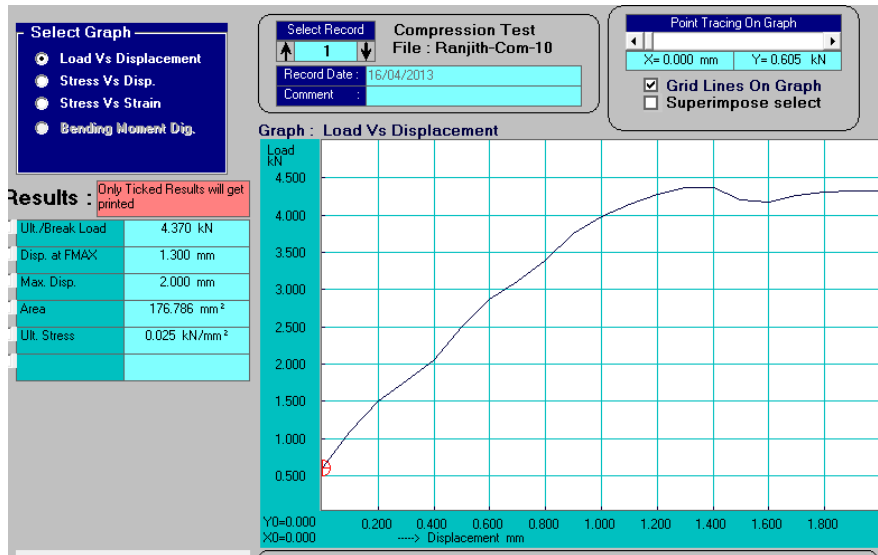 Select Graph
Load Vs Displacement
Stress Vs Disp.
Stress Vs Strain
Bending Moment Dig.
Results :
Only Ticked Results will get printed
Ult./Break Load 4.370 kN
Disp. at FMAX 1.300 mm
Max. Disp. 2.000 mm
Area 176.786 mm²
Ult. Stress 0.025 kN/mm²
Select Record
1
Compression Test
File : Ranjith-Com-10
Record Date : 16/04/2013
Comment :
Point Tracing On Graph
X= 0.000 mm Y= 0.605 kN
Grid Lines On Graph
Superimpose select
Graph : Load Vs Displacement
Load
kN
4.500
4.000
3.500
3.000
2.500
2.000
1.500
1.000
0.500
Y0=0.000
X0=0.000
0.200 0.400 0.600 0.800 1.000 1.200 1.400 1.600 1.800
----> Displacement mm